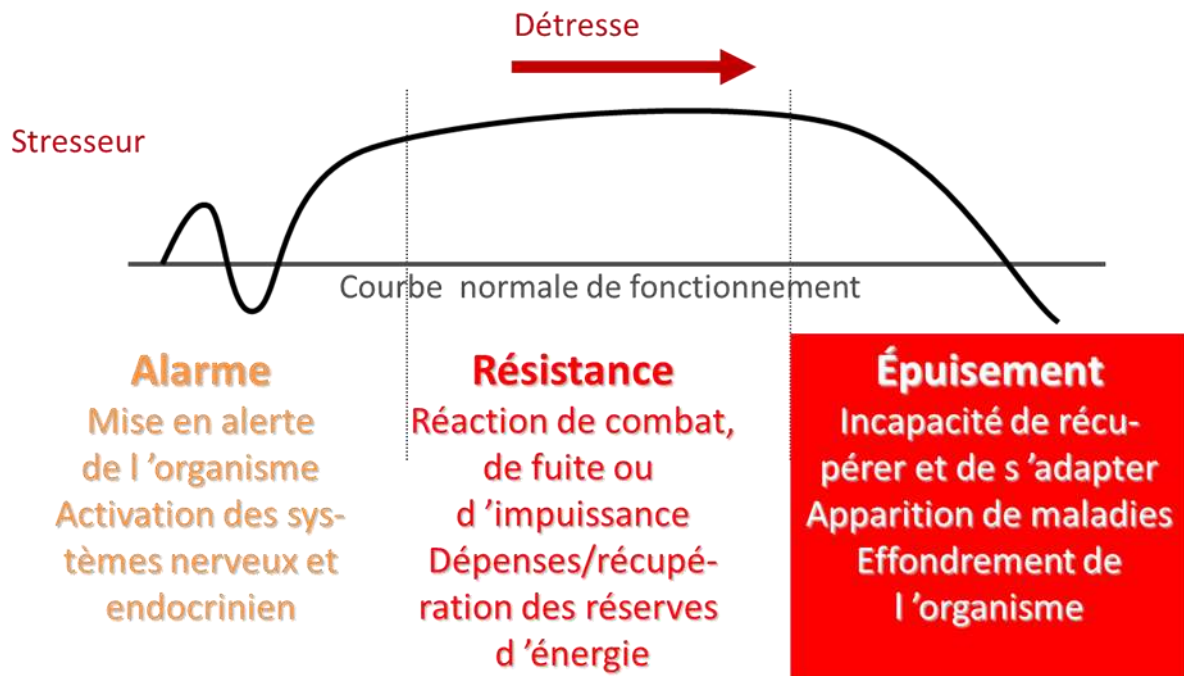 Détresse
Stresseur
Courbe  normale de fonctionnement
Alarme
Mise en alerte
de l ’organisme
Activation des sys-
tèmes nerveux et
endocrinien
Résistance
Réaction de combat,
de fuite ou
d ’impuissance
Dépenses/récupé-
ration des réserves
d ’énergie
Épuisement
Incapacité de récu-
pérer et de s ’adapter
Apparition de maladies
Effondrement de
l ’organisme